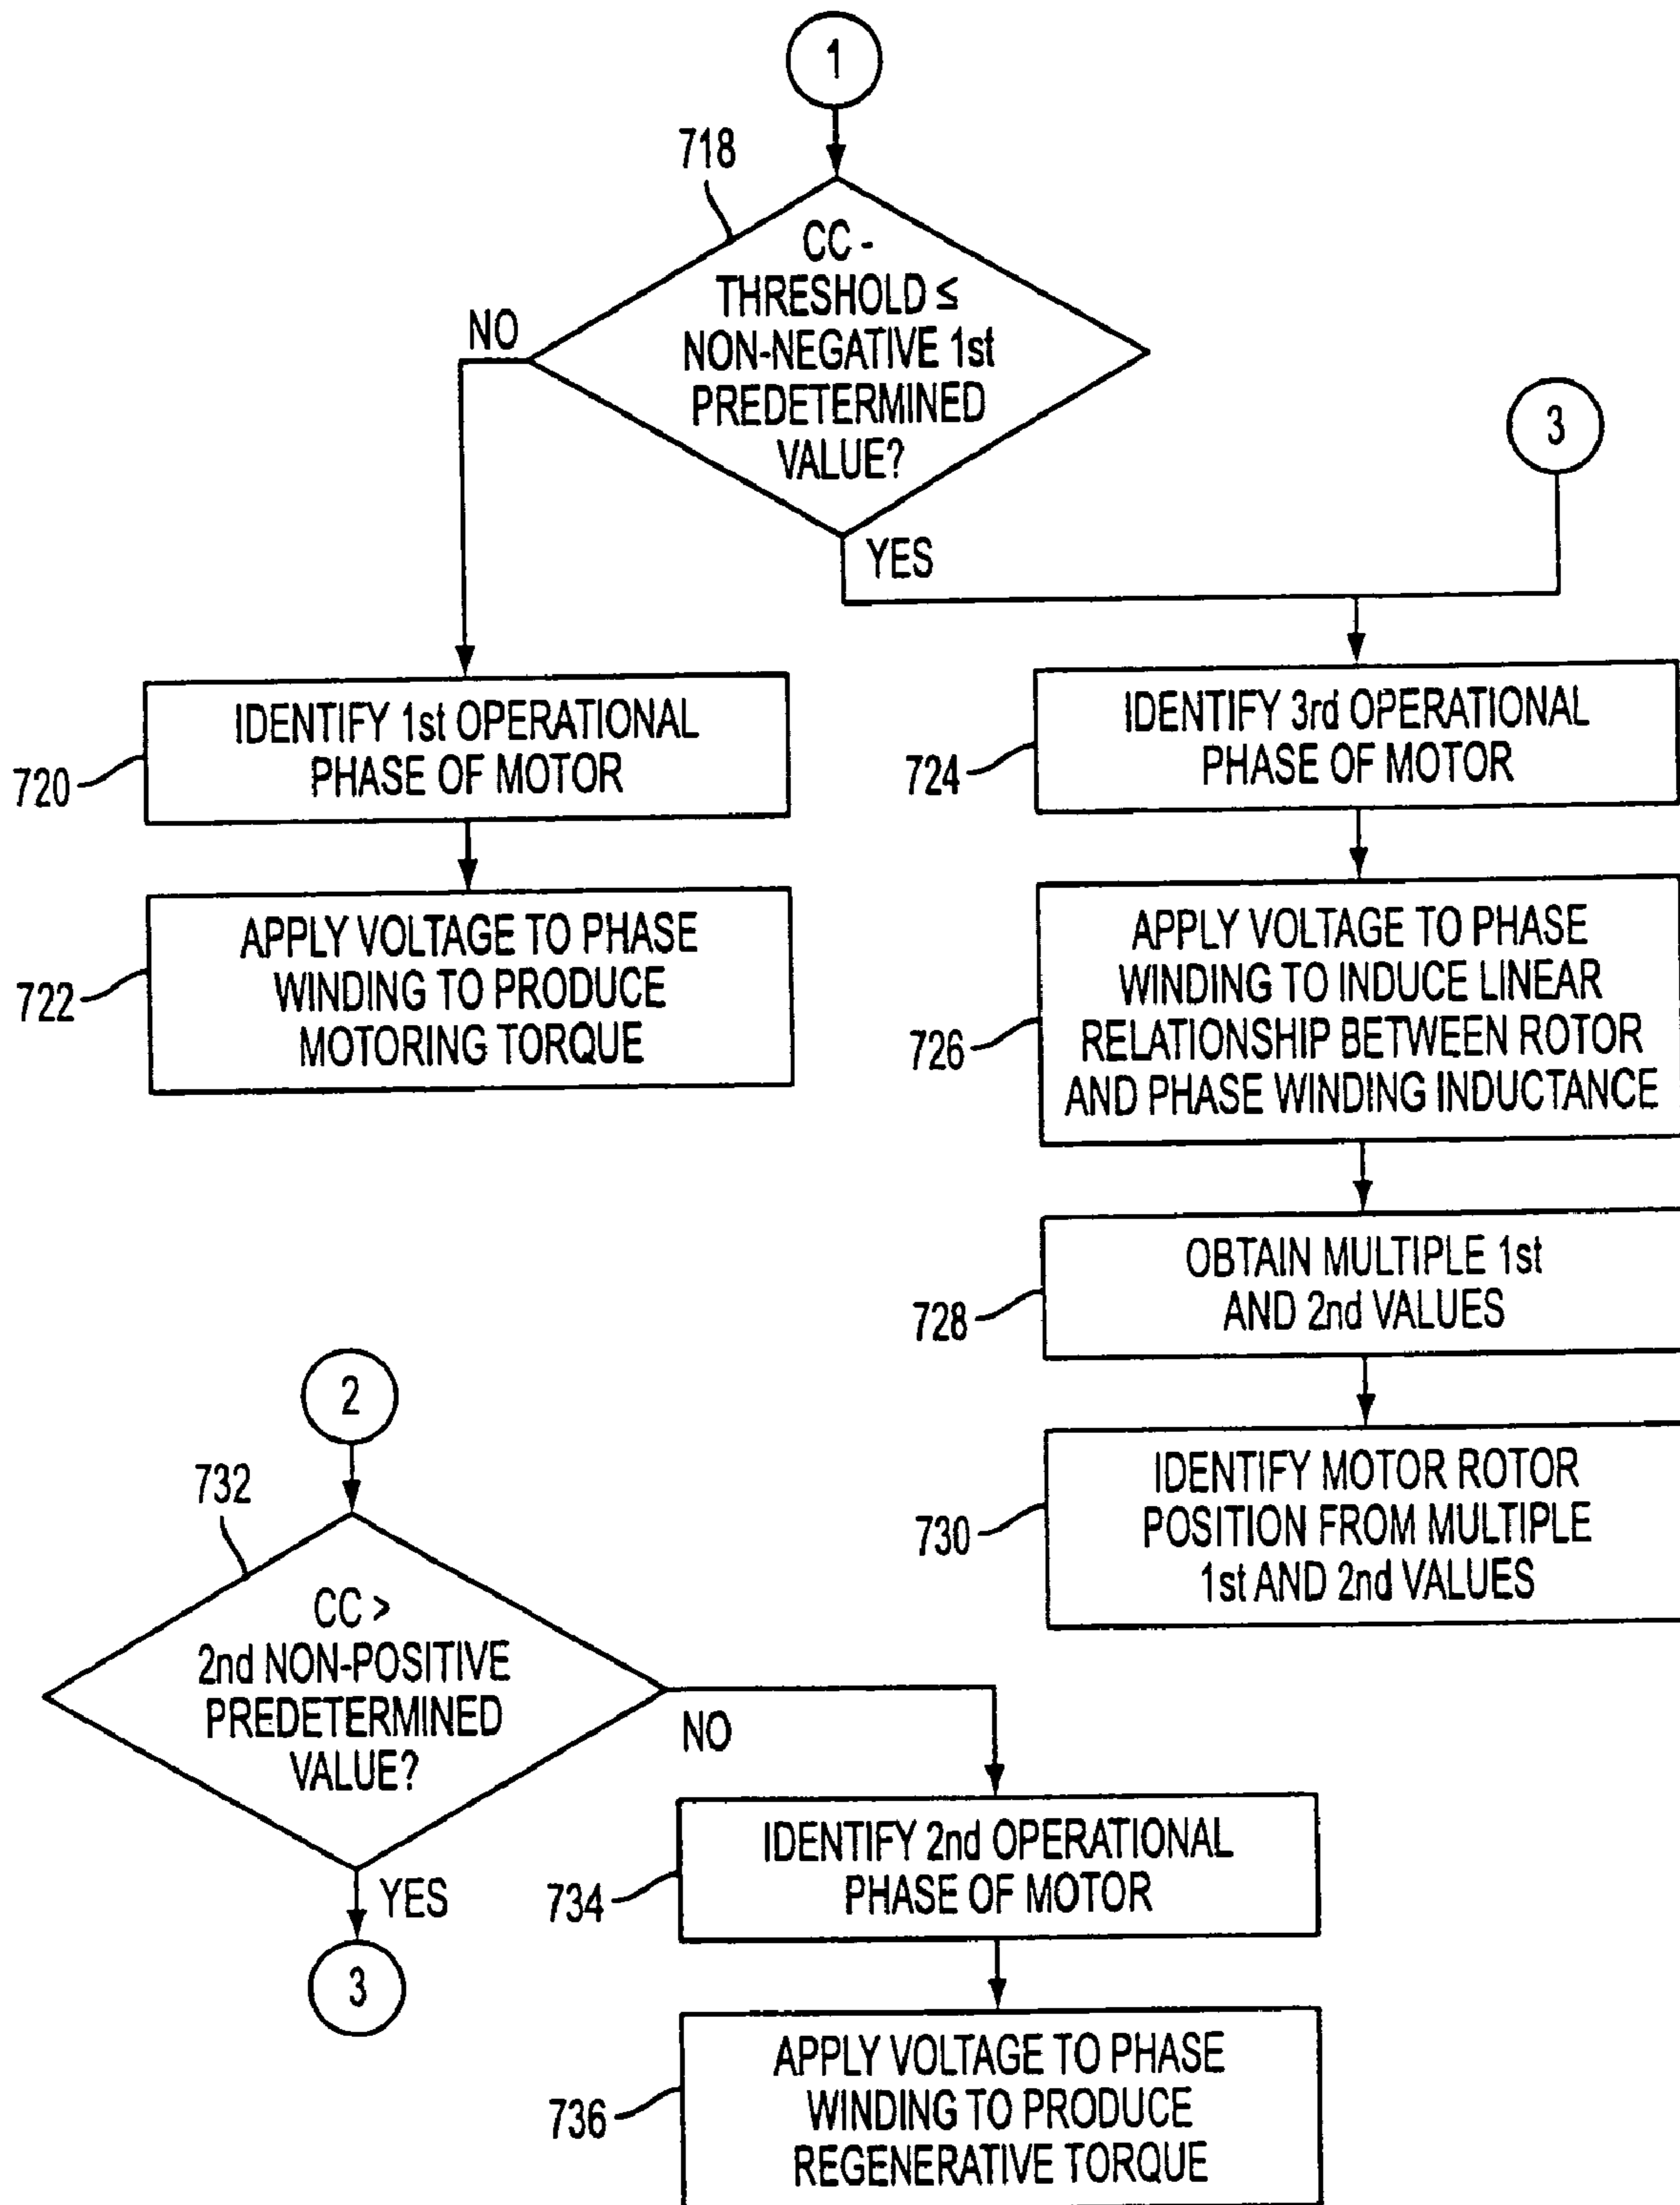 1
718
CC -
THRESHOLD ≤
NON-NEGATIVE 1st
PREDETERMINED
VALUE?
NO
YES
3
720
IDENTIFY 1st OPERATIONAL
PHASE OF MOTOR
722
APPLY VOLTAGE TO PHASE
WINDING TO PRODUCE
MOTORING TORQUE
724
IDENTIFY 3rd OPERATIONAL
PHASE OF MOTOR
726
APPLY VOLTAGE TO PHASE
WINDING TO INDUCE LINEAR
RELATIONSHIP BETWEEN ROTOR
AND PHASE WINDING INDUCTANCE
728
OBTAIN MULTIPLE 1st
AND 2nd VALUES
730
IDENTIFY MOTOR ROTOR
POSITION FROM MULTIPLE
1st AND 2nd VALUES
2
732
CC >
2nd NON-POSITIVE
PREDETERMINED
VALUE?
NO
YES
3
734
IDENTIFY 2nd OPERATIONAL
PHASE OF MOTOR
736
APPLY VOLTAGE TO PHASE
WINDING TO PRODUCE
REGENERATIVE TORQUE